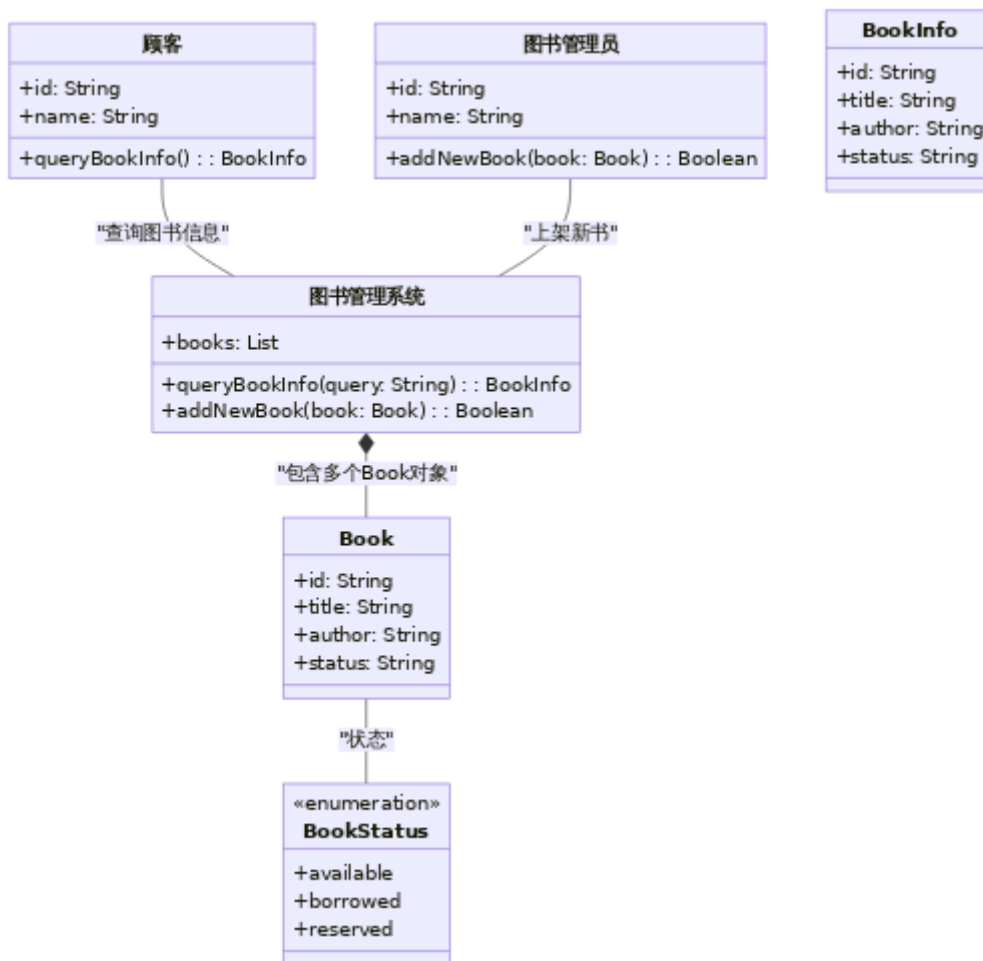 顾客
+id: String
+name: String
+queryBookInfo() : : BookInfo
图书管理员
+id: String
+name: String
+addNewBook(book: Book) : : Boolean
BookInfo
+id: String
+title: String
+author: String
+status: String
"查询图书信息"
"上架新书"
图书管理系统
+books: List
+queryBookInfo(query: String) : : BookInfo
+addNewBook(book: Book) : : Boolean
"包含多个Book对象"
Book
+id: String
+title: String
+author: String
+status: String
"状态"
«enumeration»
BookStatus
+available
+borrowed
+reserved